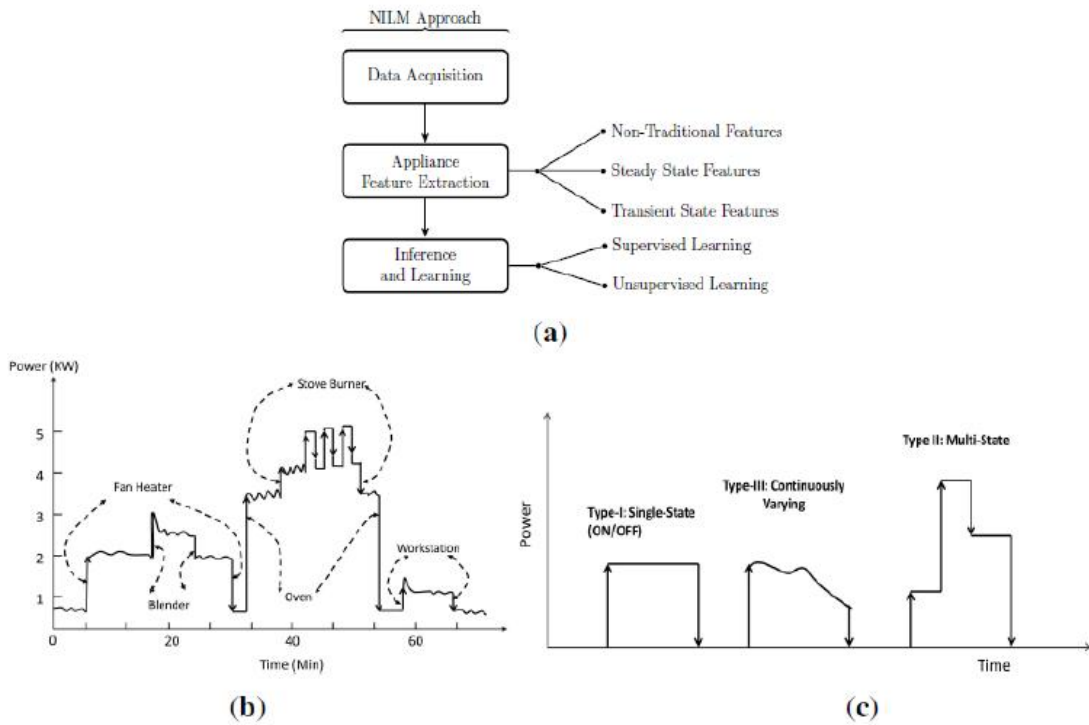 NILM Approach
Data Acquisition
Appliance
Feature Extraction
Non-Traditional Features
Steady State Features
Transient State Features
Inference
and Learning
Supervised Learning
Unsupervised Learning
(a)
Power (KW)
5
4
3
2
1
0
20
40
60
Time (Min)
Fan Heater
Blender
Stove Burner
Oven
Workstation
(b)
Power
Type-I: Single-State
(ON/OFF)
Type-III: Continuously
Varying
Type II: Multi-State
Time
(c)